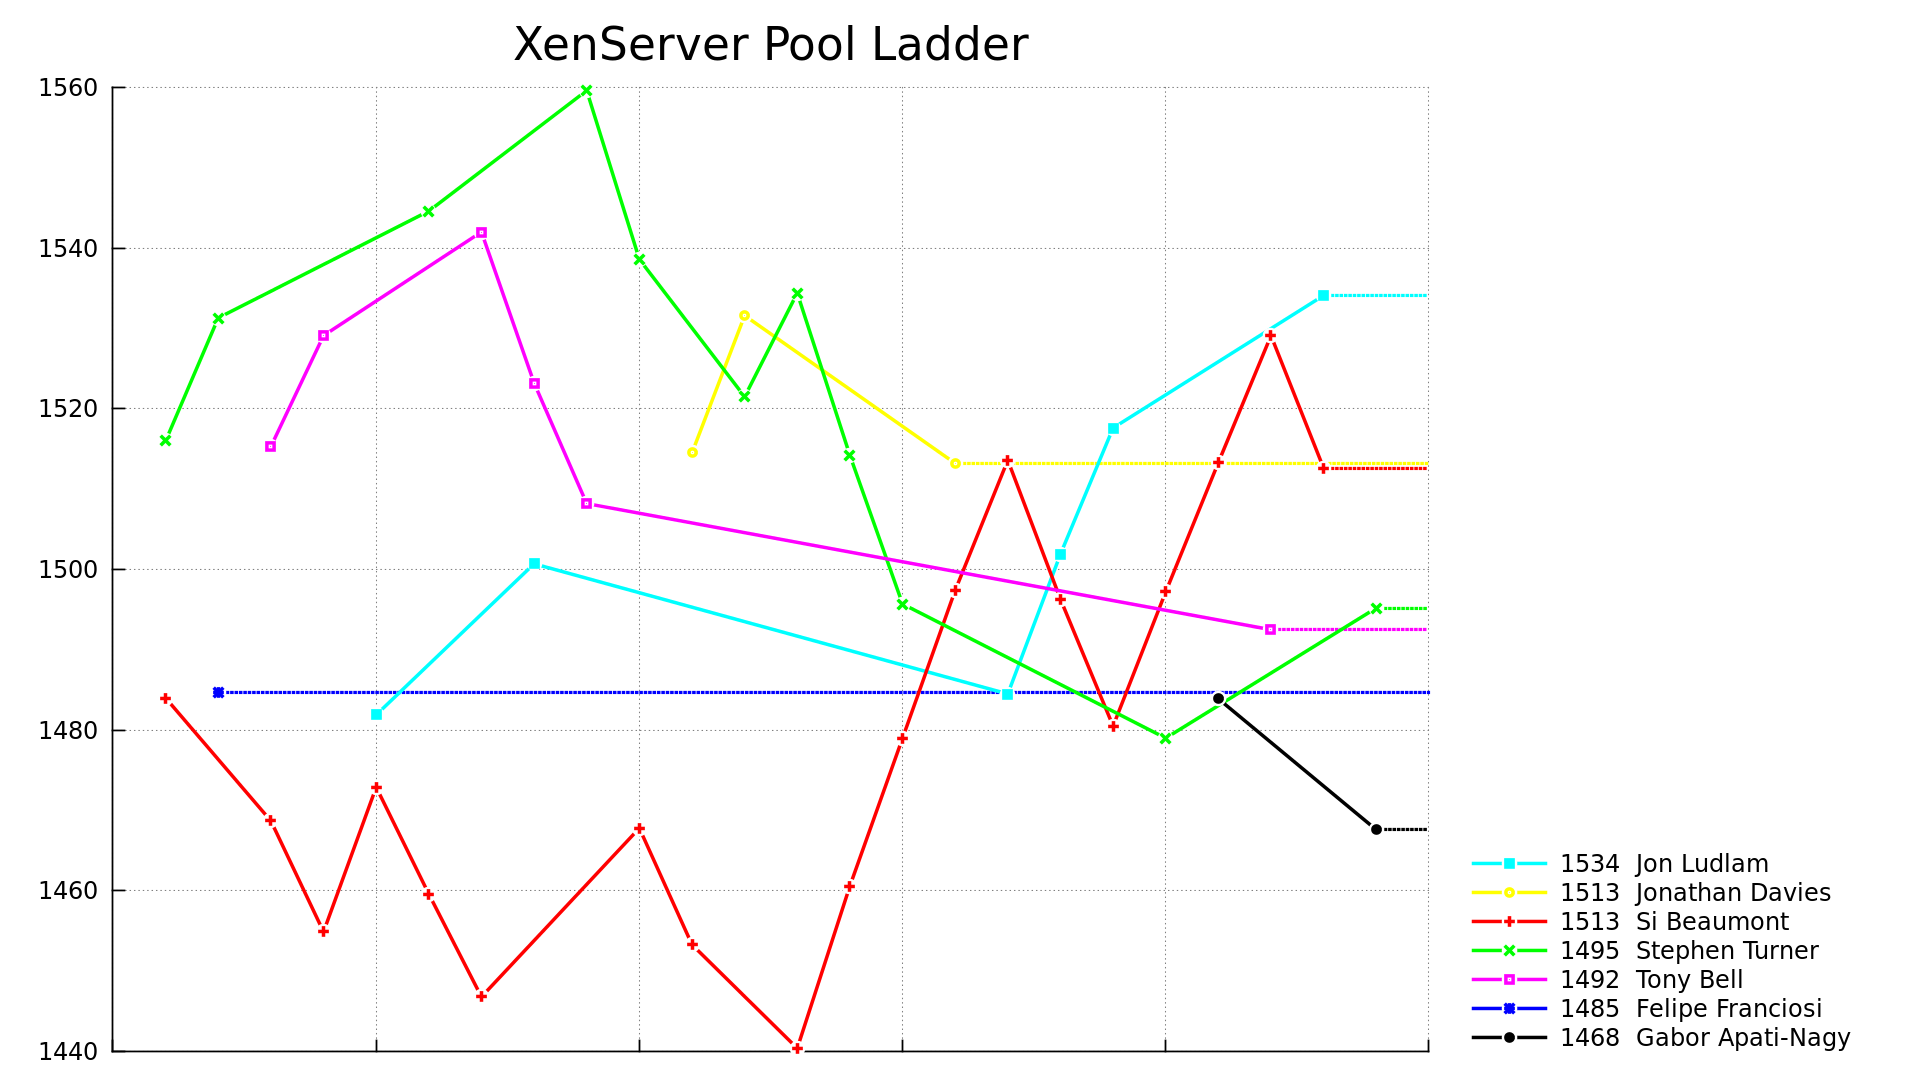 XenServer Pool Ladder
1560
1540
1520
1500
1480
1460
1440
1534 Jon Ludlam
1513 Jonathan Davies
1513 Si Beaumont
1495 Stephen Turner
1492 Tony Bell
1485 Felipe Franciosi
1468 Gabor Apati-Nagy